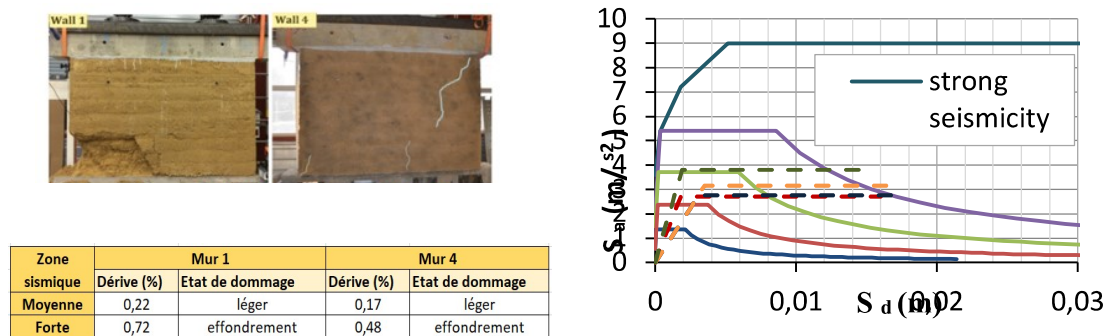 Wall 1
Wall 4
Zone sismique Mur 1 Mur 4
Dérive (%) Etat de dommage Dérive (%) Etat de dommage
Moyenne 0,22 léger 0,17 léger
Forte 0,72 effondrement 0,48 effondrement
10
9
8
7
6
5
4
3
2
1
0
(m/s²)
strong
seismicity
0 0,01 0,02 0,03
S d (m)